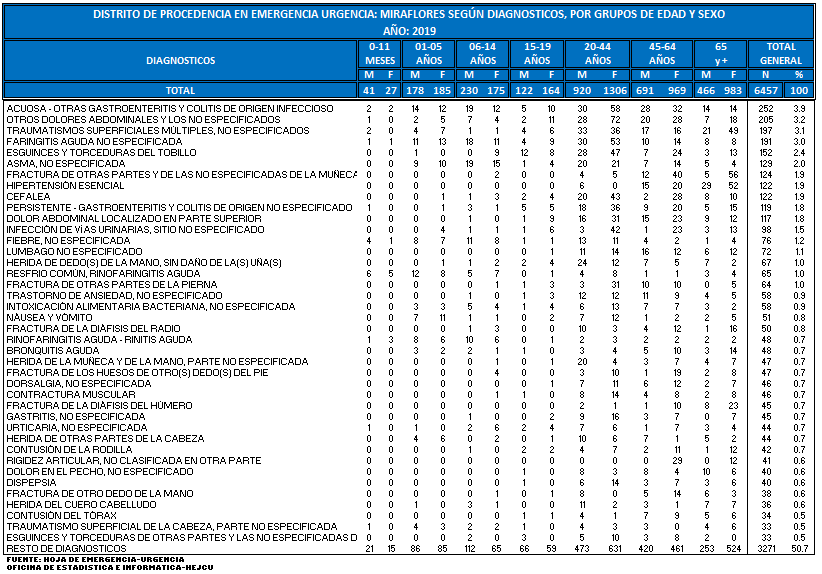 DISTRITO DE PROCEDENCIA EN EMERGENCIA URGENCIA: MIRAFLORES SEGÚN DIAGNOSTICOS, POR GRUPOS DE EDAD Y SEXO
AÑO: 2019
DIAGNOSTICOS 0-11 MESES 01-05 AÑOS 06-14 AÑOS 15-19 AÑOS 20-44 AÑOS 45-64 AÑOS 65 y+ TOTAL GENERAL
M F M F M F M F M F M F M F N %
TOTAL 41 27 178 185 230 175 122 164 920 1306 691 969 466 983 6457 100
ACUOSA - OTRAS GASTROENTERITIS Y COLITIS DE ORIGEN INFECCIOSO 2 2 14 12 19 12 5 10 30 58 28 32 14 14 252 3.9
OTROS DOLORES ABDOMINALES Y LOS NO ESPECIFICADOS 1 0 2 5 7 4 2 11 28 72 20 28 7 18 205 3.2
TRAUMATISMOS SUPERFICIALES MÚLTIPLES, NO ESPECIFICADOS 2 0 4 7 1 1 4 6 33 36 17 16 21 49 197 3.1
FARINGITIS AGUDA NO ESPECIFICADA 1 1 11 13 18 11 4 9 30 53 10 14 8 8 191 3.0
ESGUINCES Y TORCEDURAS DEL TOBILLO 0 0 1 0 0 9 12 8 28 47 7 24 3 13 152 2.4
ASMA, NO ESPECIFICADA 0 0 9 10 19 15 1 4 20 21 7 14 5 4 129 2.0
FRACTURA DE OTRAS PARTES Y DE LAS NO ESPECIFICADAS DE LA MUÑECA 0 0 0 0 0 2 0 0 4 5 12 40 5 56 124 1.9
HIPERTENSIÓN ESENCIAL 0 0 0 0 0 0 0 0 6 0 15 20 29 52 122 1.9
CEFALEA 0 0 0 1 1 3 2 4 20 43 2 28 8 10 122 1.9
PERSISTENTE - GASTROENTERITIS Y COLITIS DE ORIGEN NO ESPECIFICADO 1 0 0 1 3 1 5 5 18 36 9 20 5 15 119 1.8
DOLOR ABDOMINAL LOCALIZADO EN PARTE SUPERIOR 0 0 0 0 1 0 1 9 16 31 15 23 9 12 117 1.8
INFECCIÓN DE VÍAS URINARIAS, SITIO NO ESPECIFICADO 0 0 0 4 1 1 1 6 3 42 1 23 3 13 98 1.5
FIEBRE, NO ESPECIFICADA 4 1 8 7 11 8 1 1 13 11 4 2 1 4 76 1.2
LUMBAGO NO ESPECIFICADO 0 0 0 0 0 0 0 1 11 14 16 12 6 12 72 1.1
HERIDA DE DEDO(S) DE LA MANO, SIN DAÑO DE LA(S) UÑA(S) 0 0 0 1 1 2 2 4 24 12 7 5 2 7 67 1.0
RESFRIO COMÚN, RINOFARINGITIS AGUDA 6 5 12 8 5 7 0 1 4 8 1 1 3 4 65 1.0
FRACTURA DE OTRAS PARTES DE LA PIERNA 0 0 0 0 0 1 1 3 3 31 10 10 0 5 64 1.0
TRASTORNO DE ANSIEDAD, NO ESPECIFICADO 0 0 0 0 0 1 0 3 12 12 11 9 4 5 58 0.9
INTOXICACIÓN ALIMENTARIA BACTERIANA, NO ESPECIFICADA 0 0 3 3 5 4 1 4 6 13 7 7 3 2 58 0.9
NÁUSEA Y VÓMITO 0 0 7 11 1 1 0 2 7 12 1 2 2 5 51 0.8
FRACTURA DE LA DIÁFISIS DEL RADIO 0 0 0 0 1 3 0 0 10 3 4 12 1 16 50 0.8
RINOFARINGITIS AGUDA - RINITIS AGUDA 1 3 8 6 10 6 0 1 2 3 2 2 2 2 48 0.7
BRONQUITIS AGUDA 0 0 3 2 2 1 1 0 3 4 5 10 3 14 48 0.7
HERIDA DE LA MUÑECA Y DE LA MANO, PARTE NO ESPECIFICADA 0 0 0 0 1 0 1 0 20 4 3 7 4 7 47 0.7
FRACTURA DE LOS HUESOS DE OTRO(S) DEDO(S) DEL PIE 0 0 0 0 0 4 0 0 3 10 1 19 2 8 47 0.7
DORSALGIA, NO ESPECIFICADA 0 0 0 0 0 0 0 1 7 11 6 12 2 7 46 0.7
CONTRACTURA MUSCULAR 0 0 0 0 0 1 1 0 8 14 4 8 2 8 46 0.7
FRACTURA DE LA DIÁFISIS DEL HÚMERO 0 0 0 0 0 0 0 0 2 1 1 10 8 23 45 0.7
GASTRITIS, NO ESPECIFICADA 0 0 0 0 0 1 0 2 9 16 3 7 0 7 45 0.7
URTICARIA, NO ESPECIFICADA 1 0 1 0 2 6 2 4 7 6 1 7 3 4 44 0.7
HERIDA DE OTRAS PARTES DE LA CABEZA 0 0 4 6 0 2 0 1 10 6 7 1 5 2 44 0.7
CONTUSIÓN DE LA RODILLA 0 0 0 0 1 0 2 2 4 7 2 11 1 12 42 0.7
RIGIDEZ ARTICULAR, NO CLASIFICADA EN OTRA PARTE 0 0 0 0 0 0 0 0 0 0 0 29 0 12 41 0.6
DOLOR EN EL PECHO, NO ESPECIFICADO 0 0 0 0 0 0 1 0 8 3 8 4 10 6 40 0.6
DISPEPSIA 0 0 0 0 0 0 1 0 6 14 3 7 3 6 40 0.6
FRACTURA DE OTRO DEDO DE LA MANO 0 0 0 0 0 1 0 1 8 0 5 14 6 3 38 0.6
HERIDA DEL CUERO CABELLUDO 0 0 1 0 3 1 0 0 11 2 3 1 7 7 36 0.6
CONTUSIÓN DEL TÓRAX 0 0 0 0 0 0 1 1 4 1 7 9 5 6 34 0.5
TRAUMATISMO SUPERFICIAL DE LA CABEZA, PARTE NO ESPECIFICADA 1 0 4 3 2 2 1 0 4 3 3 0 4 6 33 0.5
ESGUINCES Y TORCEDURAS DE OTRAS PARTES Y LAS NO ESPECIFICADAS D 0 0 0 0 2 0 3 0 5 10 3 8 2 0 33 0.5
RESTO DE DIAGNOSTICOS 21 15 86 85 112 65 66 59 473 631 420 461 253 524 3271 50.7
FUENTE: HOJA DE EMERGENCIA-URGENCIA
OFICINA DE ESTADISTICA E INFORMATICA-HEJCU